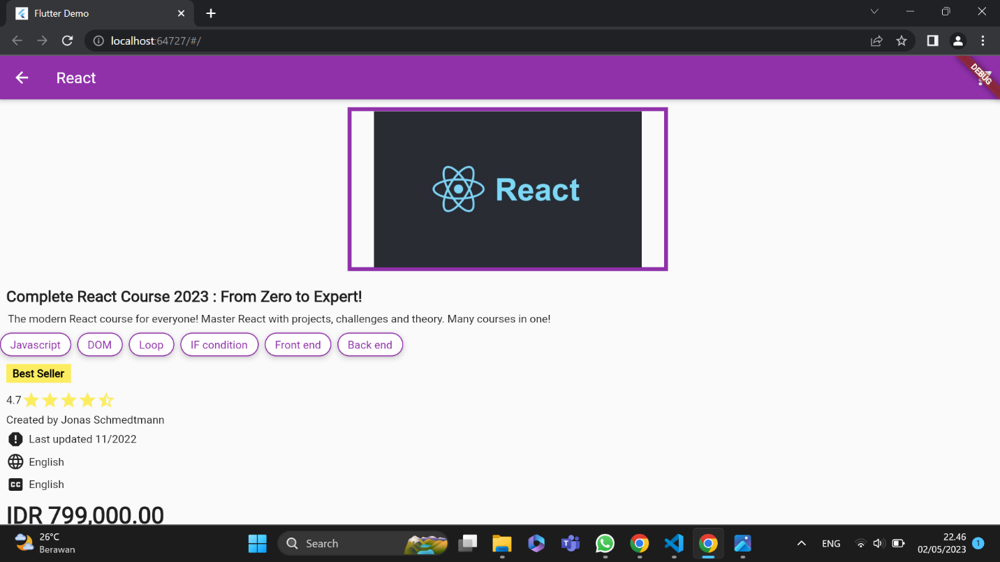 Flutter Demo
localhost:64727/#/
React
DEBUG
React
Complete React Course 2023 : From Zero to Expert!
The modern React course for everyone! Master React with projects, challenges and theory. Many courses in one!
Javascript DOM Loop IF condition Front end Back end
Best Seller
4.7
Created by Jonas Schmedtmann
Last updated 11/2022
English
CC English
IDR 799,000.00
26°C
Berawan
Search
ENG
22.46
02/05/2023
1